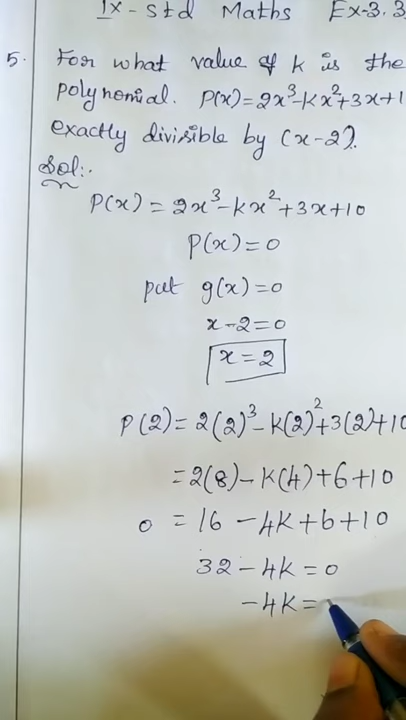 IX-Std Maths Ex-3.3
5. For what value of k is the
polynomial. P(x)=2x³-kx²+3x+1
exactly divisible by (x-2).
Sol:-
P(x) = 2x³-kx²+3x+10
P(x)=0
put g(x)=0
x-2=0
x=2
P(2)=2(2)³-k(2)²+3(2)+10
=2(8)-k(4)+6+10
0 = 16 -4k+6+10
32-4k=0
-4k=